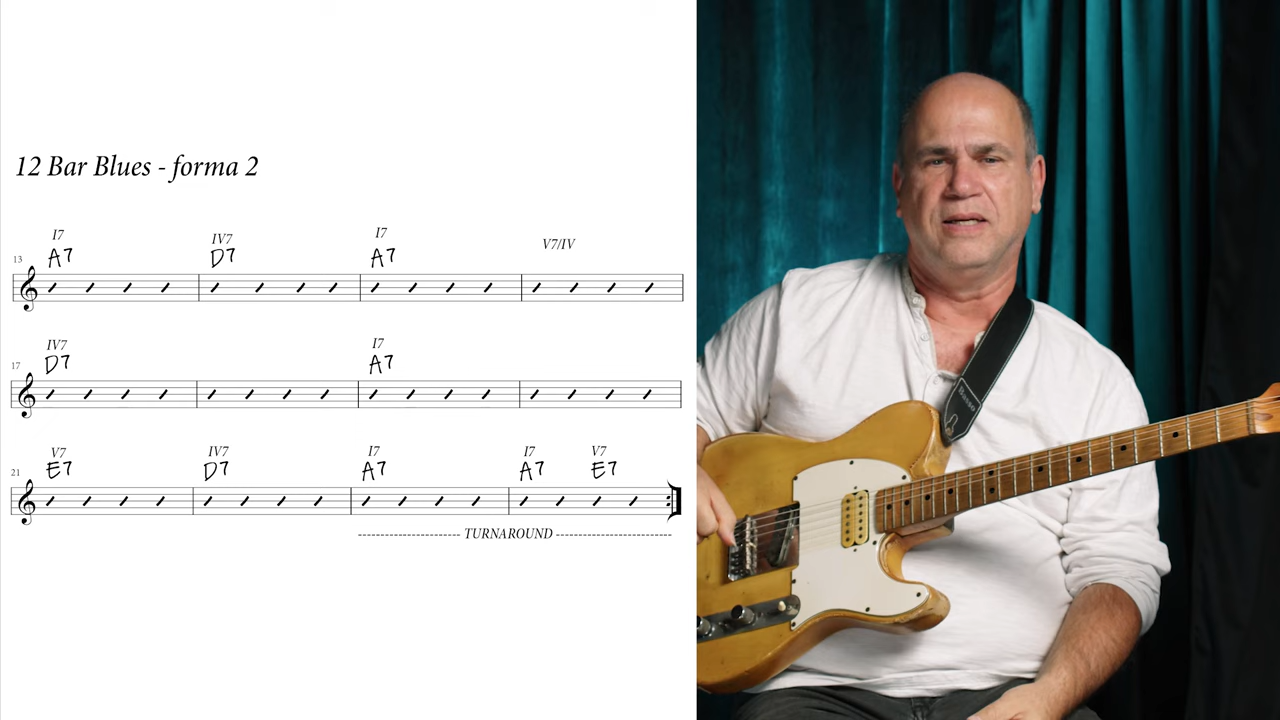 12 Bar Blues - forma 2
I7 IV7 I7 V7/IV
A7 D7 A7
13
IV7 I7
D7 A7
17
V7 IV7 I7 I7 V7
E7 D7 A7 A7 E7
21
TURNAROUND
Basso